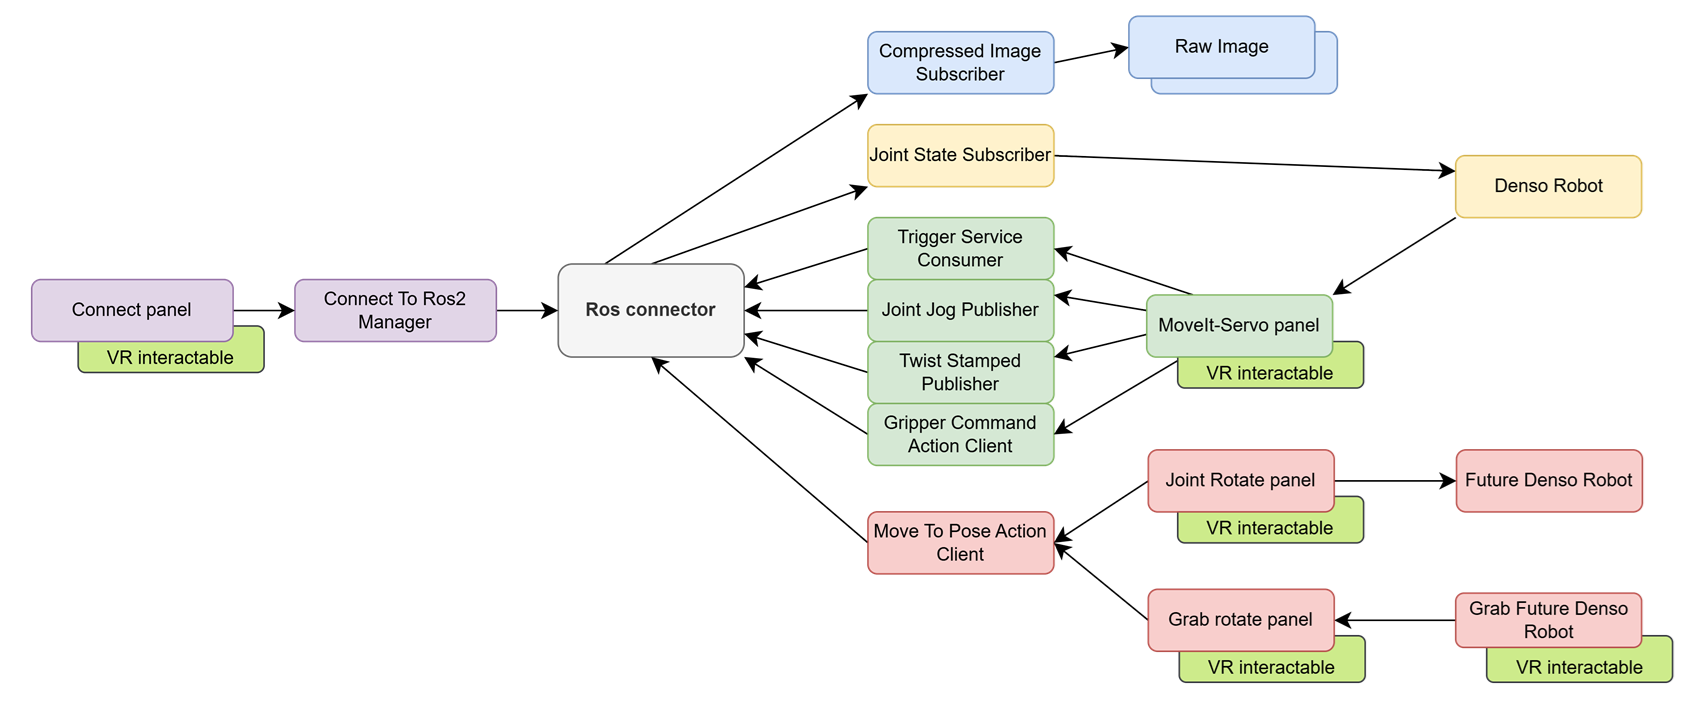 Compressed Image
Subscriber
Raw Image
Joint State Subscriber
Denso Robot
Trigger Service
Consumer
Connect panel
VR interactable
Connect To Ros2
Manager
Ros connector
Joint Jog Publisher
MoveIt-Servo panel
VR interactable
Twist Stamped
Publisher
Gripper Command
Action Client
Joint Rotate panel
VR interactable
Future Denso Robot
Move To Pose Action
Client
Grab rotate panel
VR interactable
Grab Future Denso
Robot
VR interactable